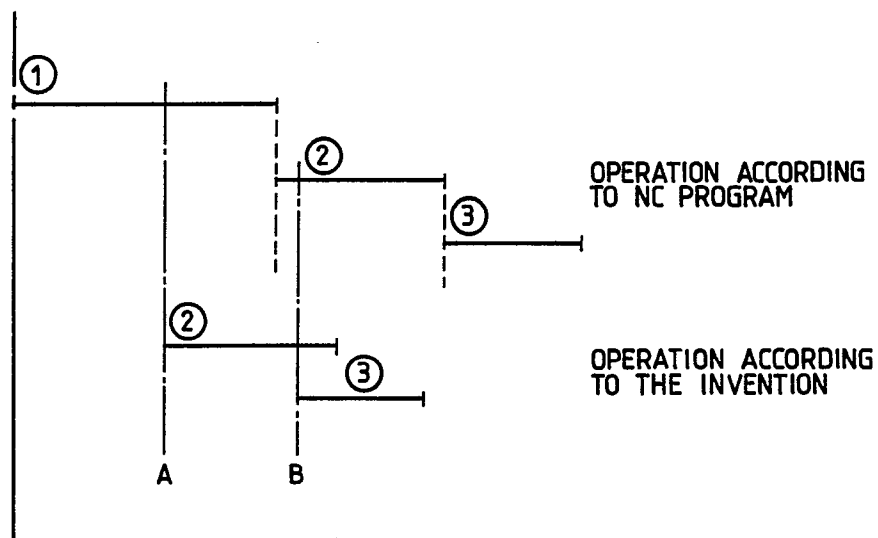 1
2
OPERATION ACCORDING
TO NC PROGRAM
3
2
OPERATION ACCORDING
TO THE INVENTION
3
A B